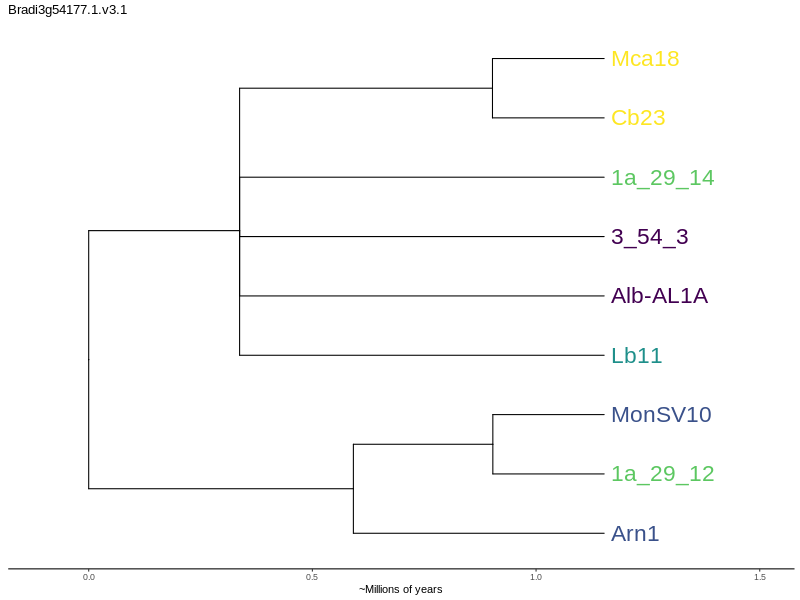 Bradi3g54177.1.v3.1
Mca18
Cb23
1a_29_14
3_54_3
Alb-AL1A
Lb11
MonSV10
1a_29_12
Arn1
0.0 0.5 1.0 1.5
~Millions of years